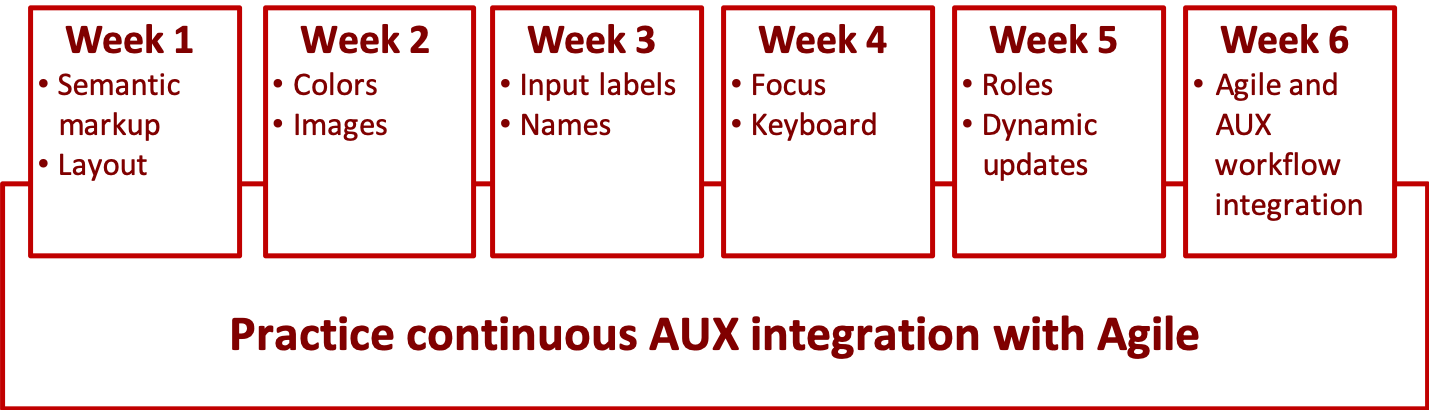 Week 1
• Semantic
markup
• Layout
Week 2
• Colors
• Images
Week 3
• Input labels
• Names
Week 4
• Focus
• Keyboard
Week 5
• Roles
• Dynamic
updates
Week 6
• Agile and
AUX
workflow
integration
Practice continuous AUX integration with Agile